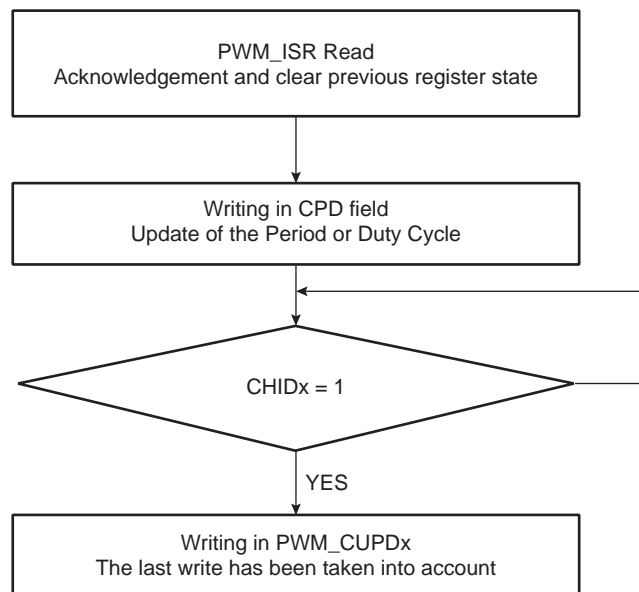 PWM_ISR Read
Acknowledgement and clear previous register state
Writing in CPD field
Update of the Period or Duty Cycle
CHIDx = 1
YES
Writing in PWM_CUPDx
The last write has been taken into account